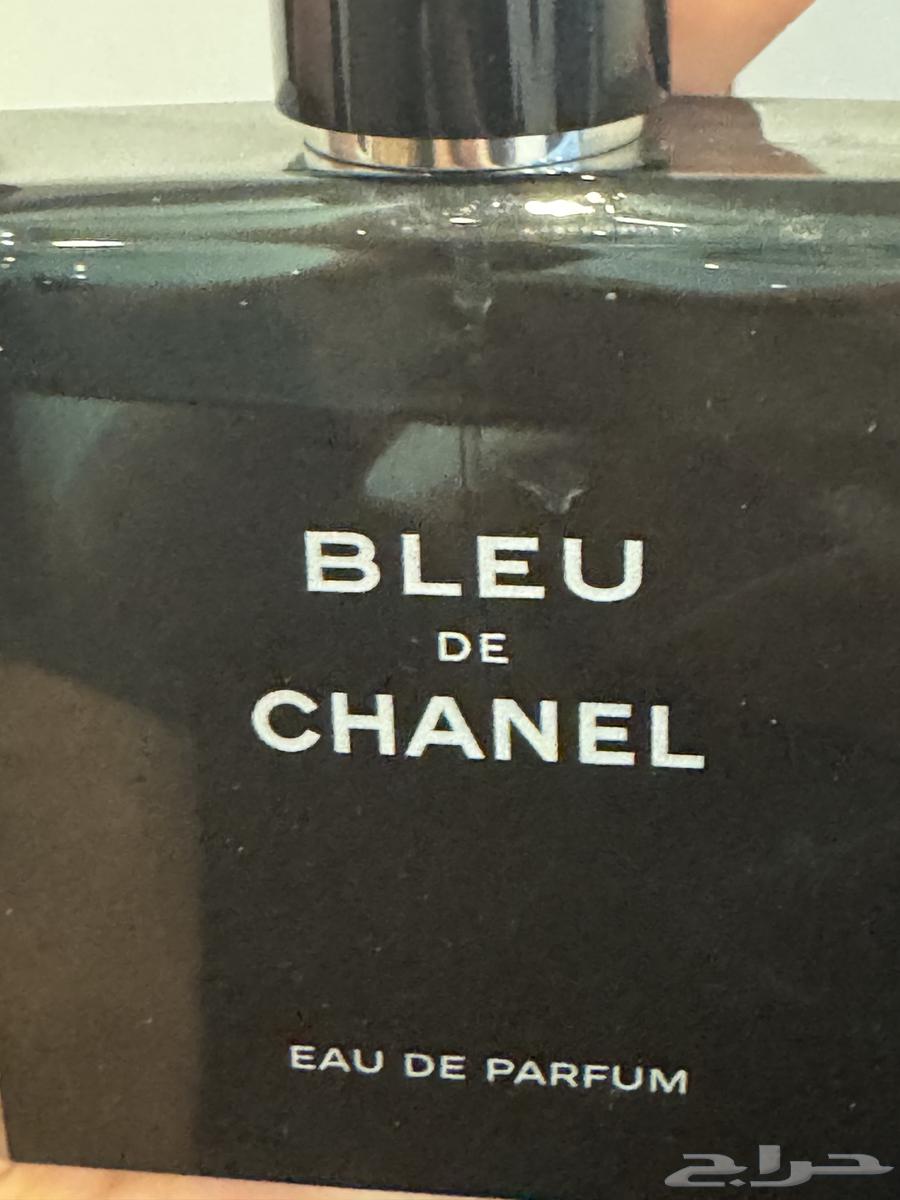 BLEU
DE
CHANEL
EAU DE PARFUM
حراج